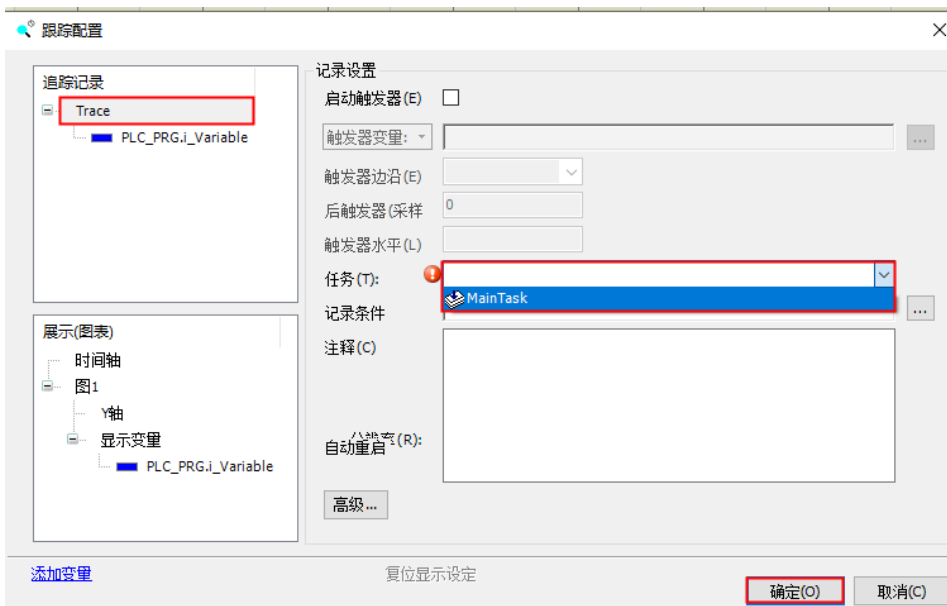 跟踪配置
追踪记录
Trace
PLC_PRG.i_Variable
展示(图表)
时间轴
图1
Y轴
显示变量
PLC_PRG.i_Variable
添加变量
记录设置
启动触发器(E)
触发器变量:
...
触发器边沿(E)
后触发器(采样
0
触发器水平(L)
任务(T):
MainTask
记录条件
...
注释(C)
(R):
自动重启
高级...
复位显示设定
确定(O)
取消(C)